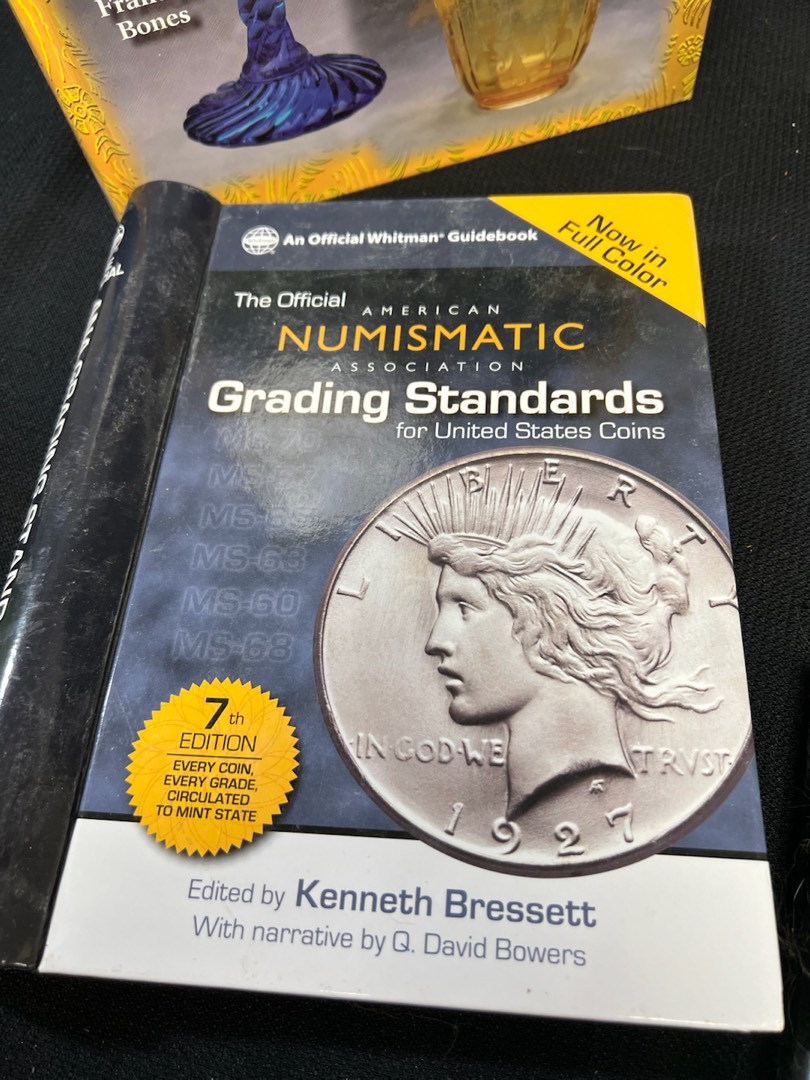 Bones
An Official Whitman® Guidebook
Now in
Full Color
The Official
AMERICAN
NUMISMATIC
ASSOCIATION
Grading Standards
for United States Coins
MS-63
MS-60
MS-68
LIBERTY
IN GOD·WE TRVST
1927
7th
EDITION
EVERY COIN,
EVERY GRADE,
CIRCULATED
TO MINT STATE
Edited by Kenneth Bressett
With narrative by Q. David Bowers